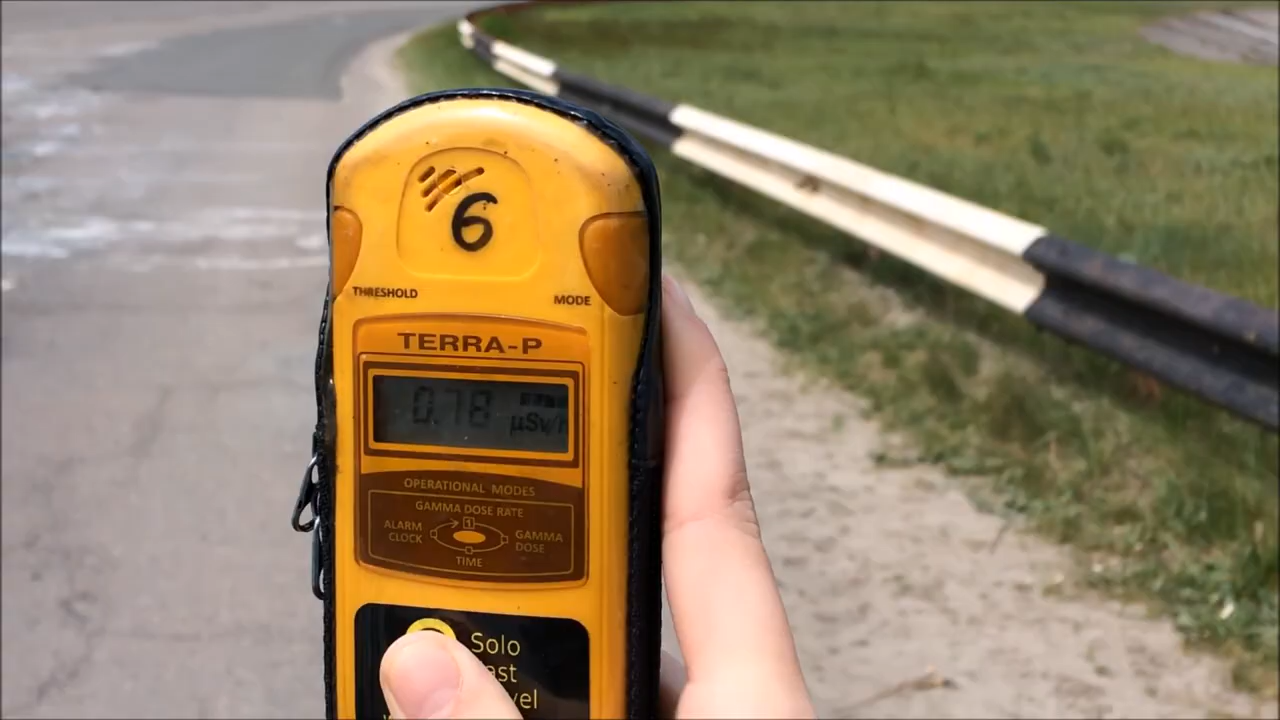 6
THRESHOLD MODE
TERRA-P
0.78 µSv/
OPERATIONAL MODES
GAMMA DOSE RATE
1
ALARM CLOCK
GAMMA DOSE
TIME
Solo